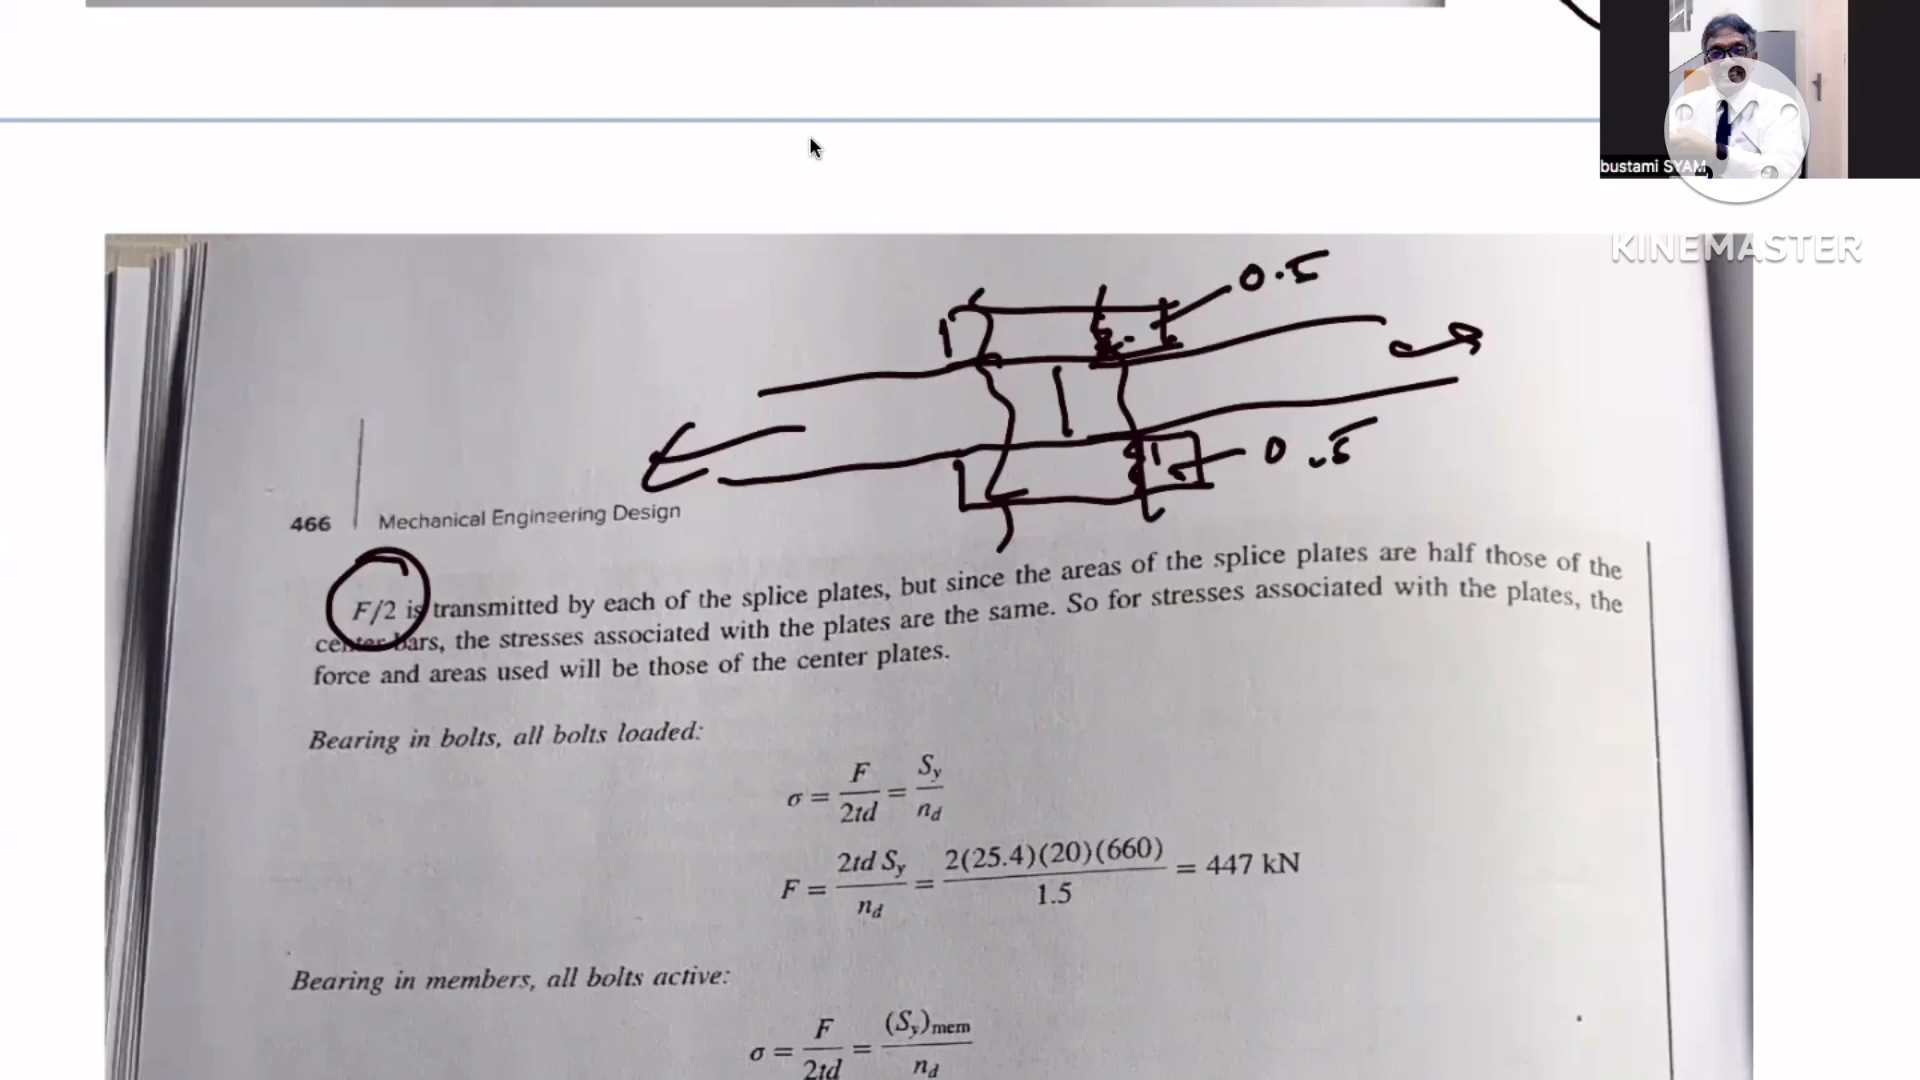 bustami SYAM
KINEMASTER
0.5
0.5
466 Mechanical Engineering Design
F/2 is transmitted by each of the splice plates, but since the areas of the splice plates are half those of the
center bars, the stresses associated with the plates are the same. So for stresses associated with the plates, the
force and areas used will be those of the center plates.
Bearing in bolts, all bolts loaded:
σ = F/2td = Sy/nd
F = 2td Sy/nd = 2(25.4)(20)(660)/1.5 = 447 kN
Bearing in members, all bolts active:
σ = F/2td = (Sy)mem/nd